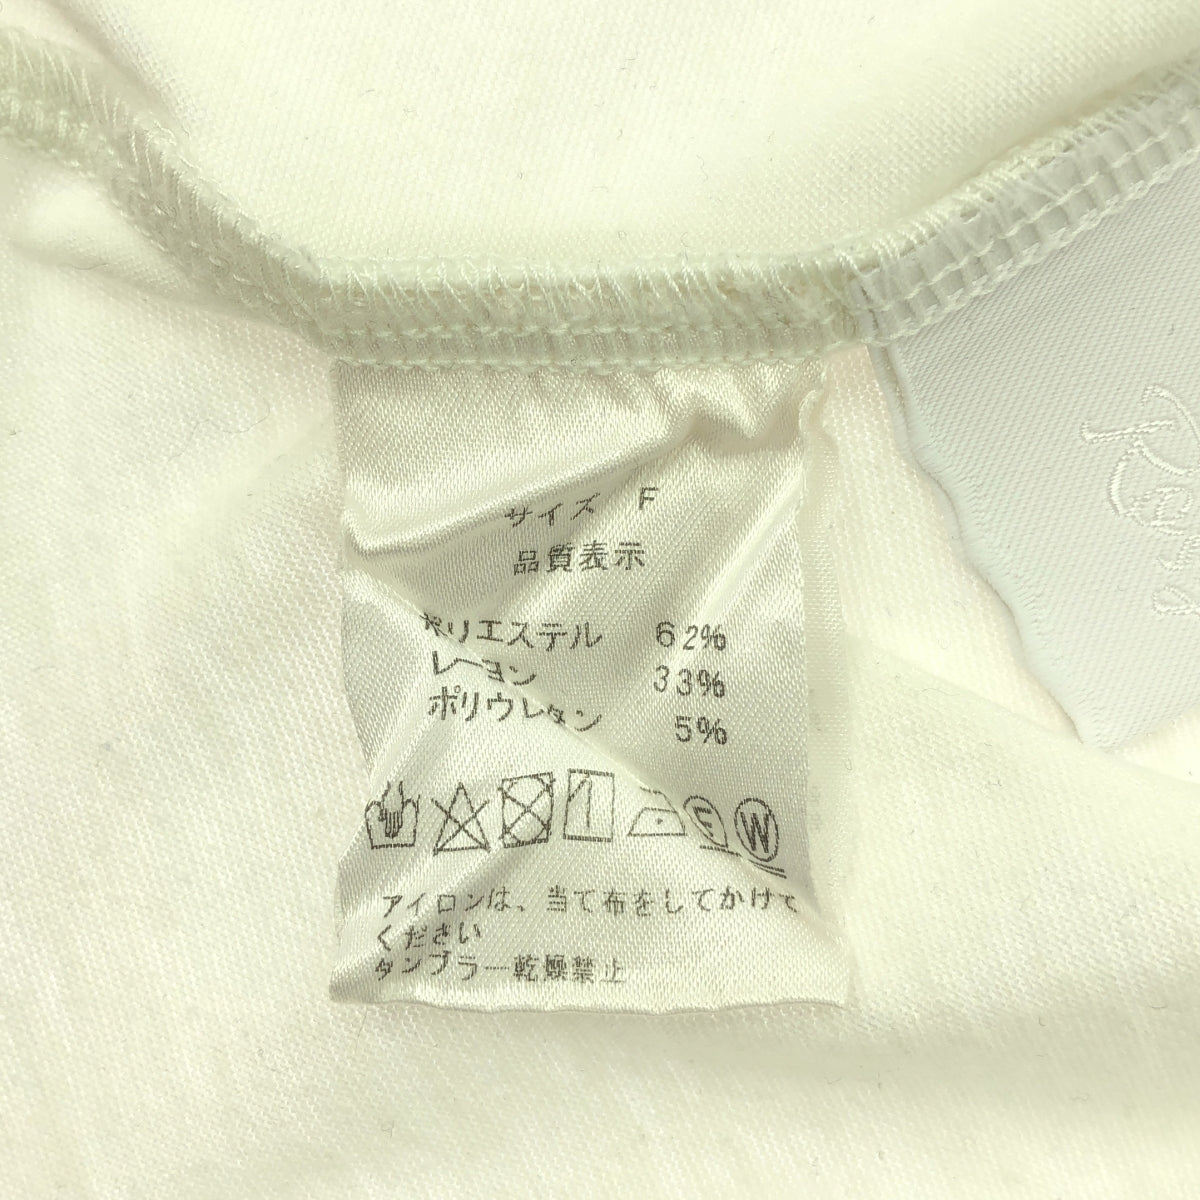 サイズ F
品質表示
ポリエステル 62%
レーヨン 33%
ポリウレタン 5%
F W
アイロンは、当て布をしてかけて
ください
タンブラー乾燥禁止